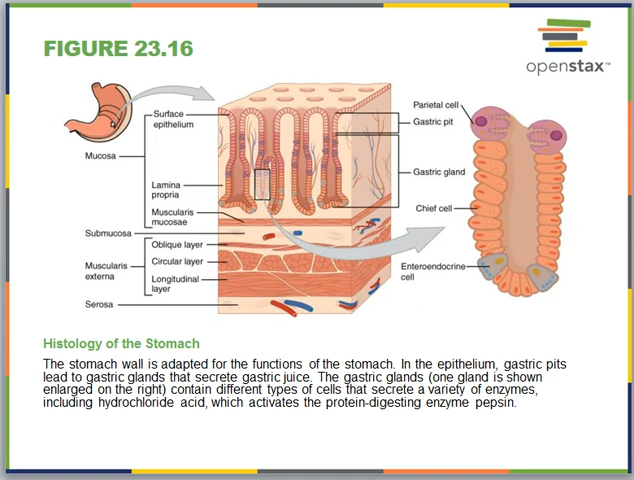 FIGURE 23.16
openstax™
Surface
epithelium
Mucosa
Lamina
propria
Muscularis
mucosae
Submucosa
Oblique layer
Muscularis
externa
Circular layer
Longitudinal
layer
Serosa
Parietal cell
Gastric pit
Gastric gland
Chief cell
Enteroendocrine
cell
Histology of the Stomach
The stomach wall is adapted for the functions of the stomach. In the epithelium, gastric pits
lead to gastric glands that secrete gastric juice. The gastric glands (one gland is shown
enlarged on the right) contain different types of cells that secrete a variety of enzymes,
including hydrochloride acid, which activates the protein-digesting enzyme pepsin.